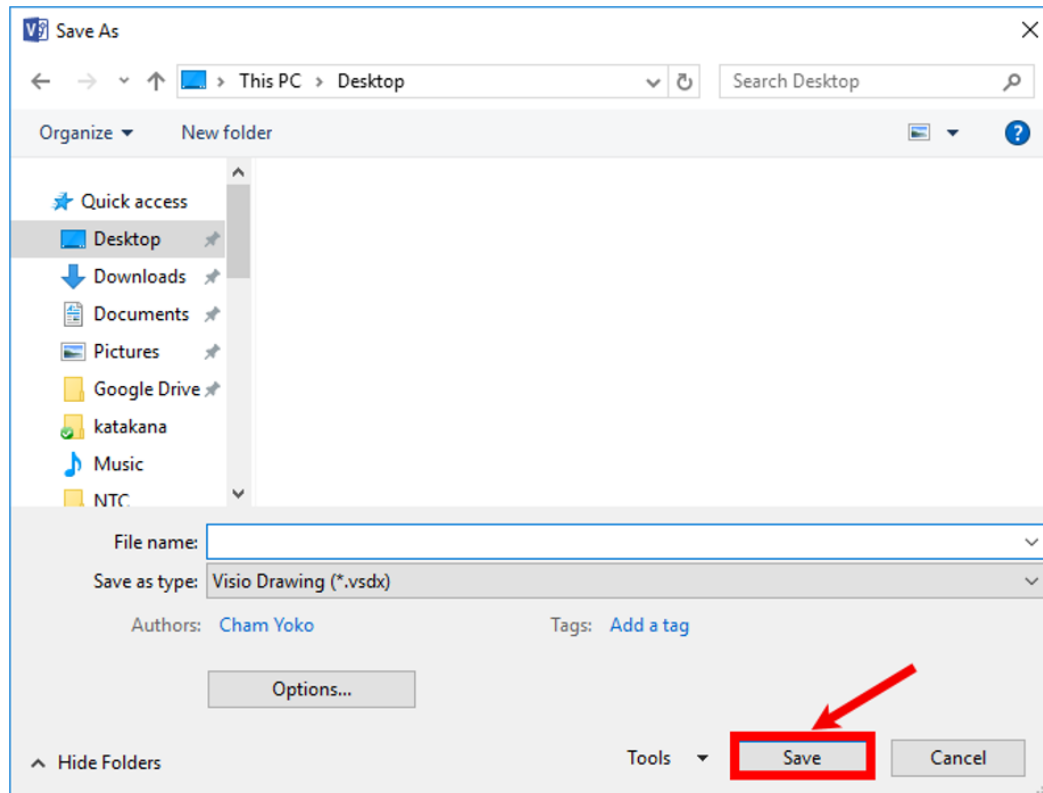 Save As
This PC > Desktop
Search Desktop
Organize
New folder
Quick access
Desktop
Downloads
Documents
Pictures
Google Drive
katakana
Music
NTC
File name:
Save as type: Visio Drawing (*.vsdx)
Authors: Cham Yoko Tags: Add a tag
Options...
Hide Folders Tools Save Cancel